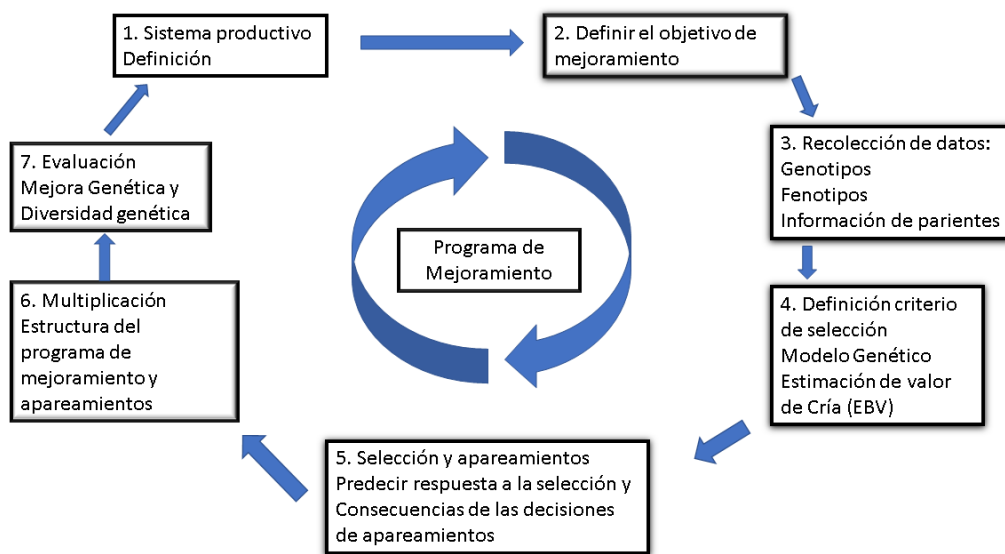 1. Sistema productivo
Definición
2. Definir el objetivo de
mejoramiento
3. Recolección de datos:
Genotipos
Fenotipos
Información de parientes
4. Definición criterio
de selección
Modelo Genético
Estimación de valor
de Cría (EBV)
5. Selección y apareamientos
Predecir respuesta a la selección y
Consecuencias de las decisiones
de apareamientos
6. Multiplicación
Estructura del
programa de
mejoramiento y
apareamientos
7. Evaluación
Mejora Genética y
Diversidad genética
Programa de
Mejoramiento